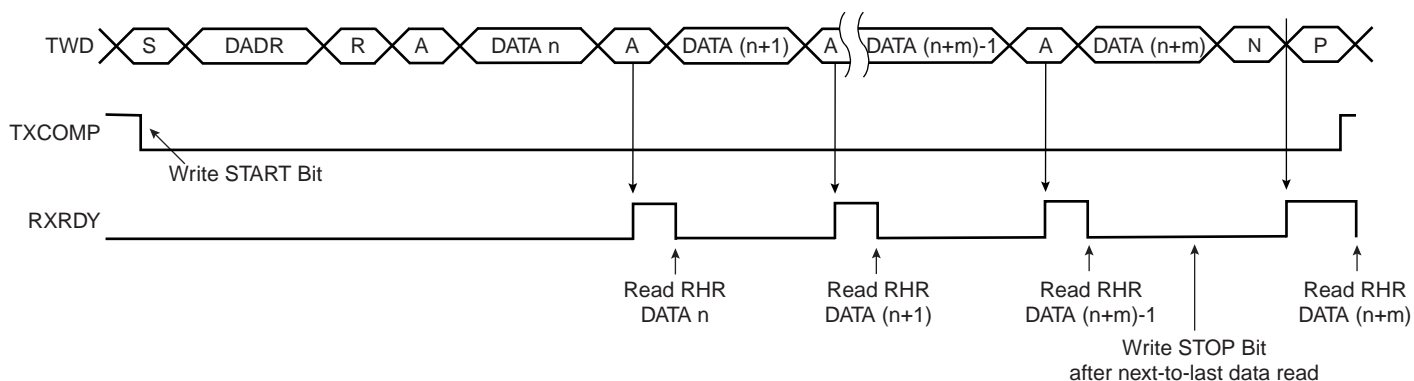 TWD S DADR R A DATA n A DATA (n+1) A DATA (n+m)-1 A DATA (n+m) N P
TXCOMP
Write START Bit
RXRDY
Read RHR
DATA n
Read RHR
DATA (n+1)
Read RHR
DATA (n+m)-1
Read RHR
DATA (n+m)
Write STOP Bit
after next-to-last data read